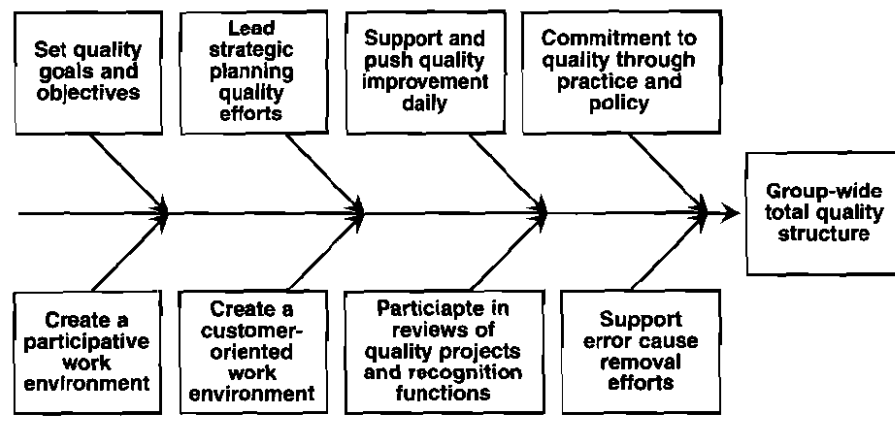 Set quality
goals and
objectives
Lead
strategic
planning
quality
efforts
Support and
push quality
improvement
daily
Commitment to
quality through
practice and
policy
Group-wide
total quality
structure
Create a
participative
work
environment
Create a
customer-
oriented work
environment
Particiapte in
reviews of
quality projects
and recognition
functions
Support
error cause
removal
efforts